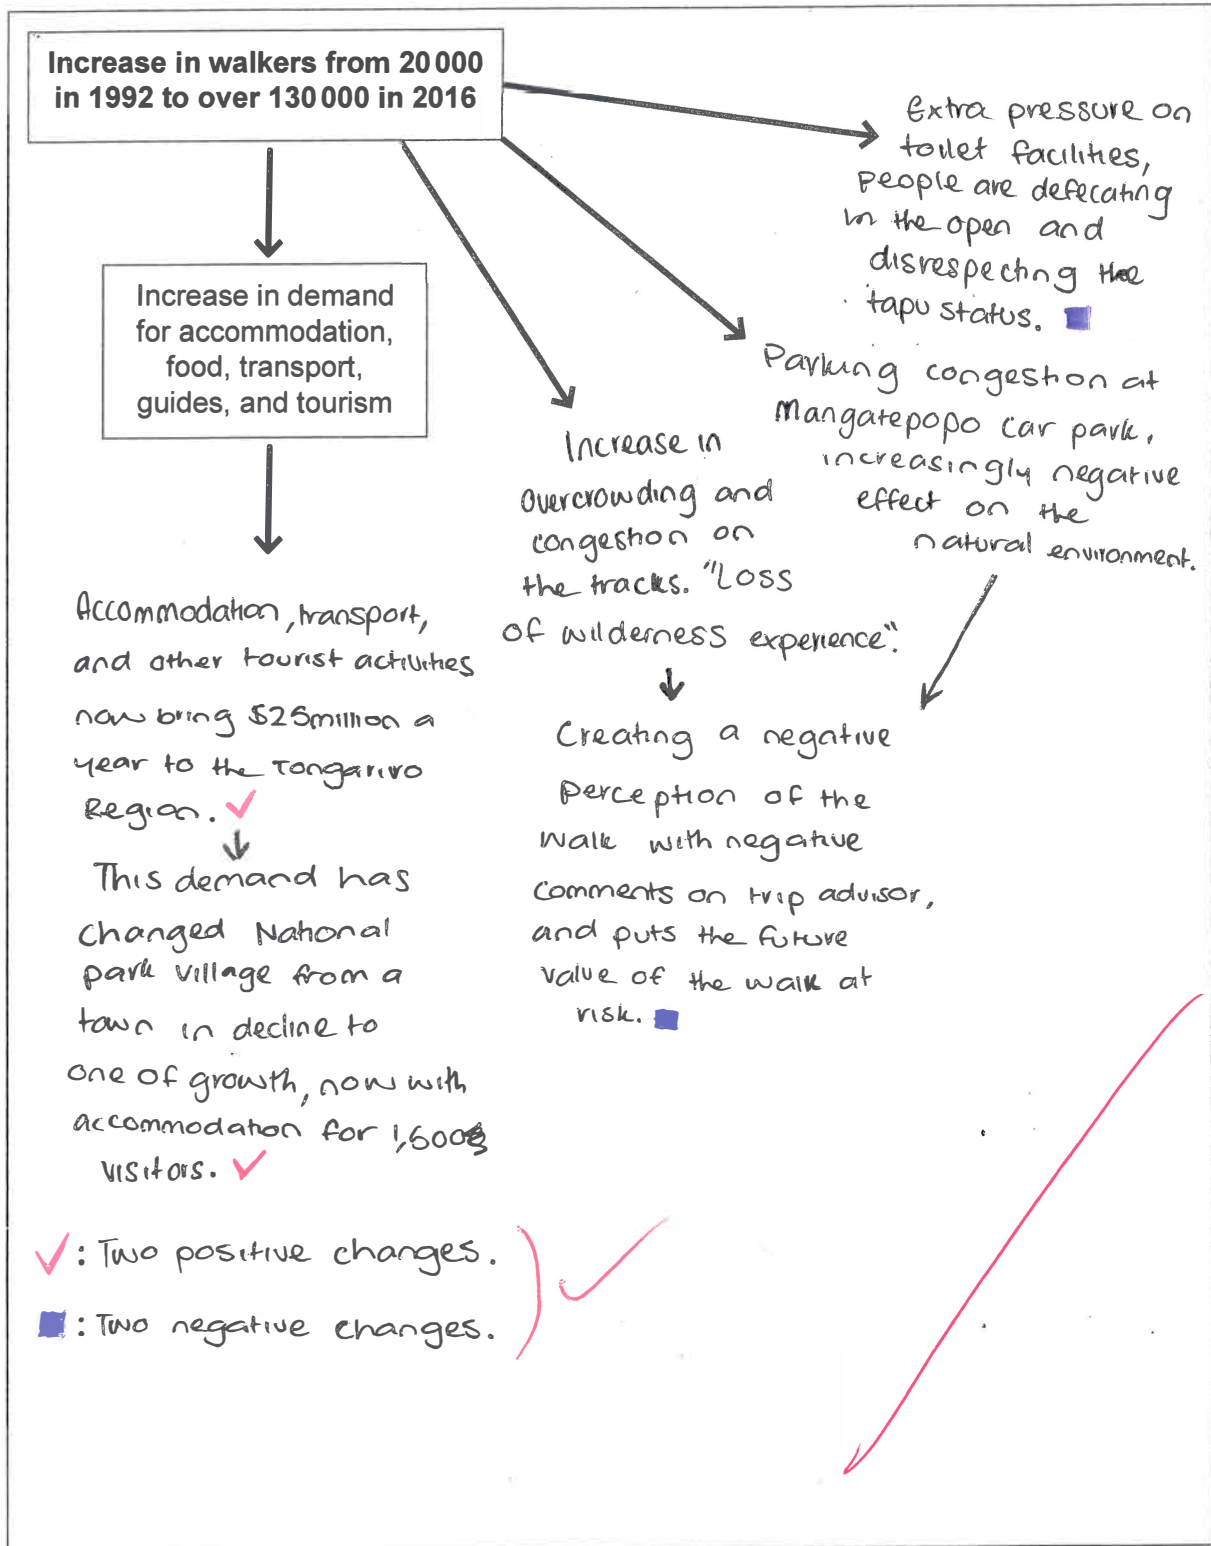 Increase in walkers from 20 000
in 1992 to over 130 000 in 2016
Increase in demand
for accommodation,
food, transport,
guides, and tourism
Accommodation, transport,
and other tourist activities
now bring $25million a
year to the Tongariro
Region.
This demand has
changed National
park village from a
town in decline to
one of growth, now with
accommodation for 1,500
visitors.
Increase in
overcrowding and
congestion on
the tracks. "Loss
of wilderness experience".
Creating a negative
perception of the
walk with negative
comments on trip advisor,
and puts the future
value of the walk at
risk.
Parking congestion at
Mangatepopo car park,
increasingly negative
effect on the
natural environment.
Extra pressure on
toilet facilities,
people are defecating
in the open and
disrespecting the
tapu status.
: Two positive changes.
: Two negative changes.